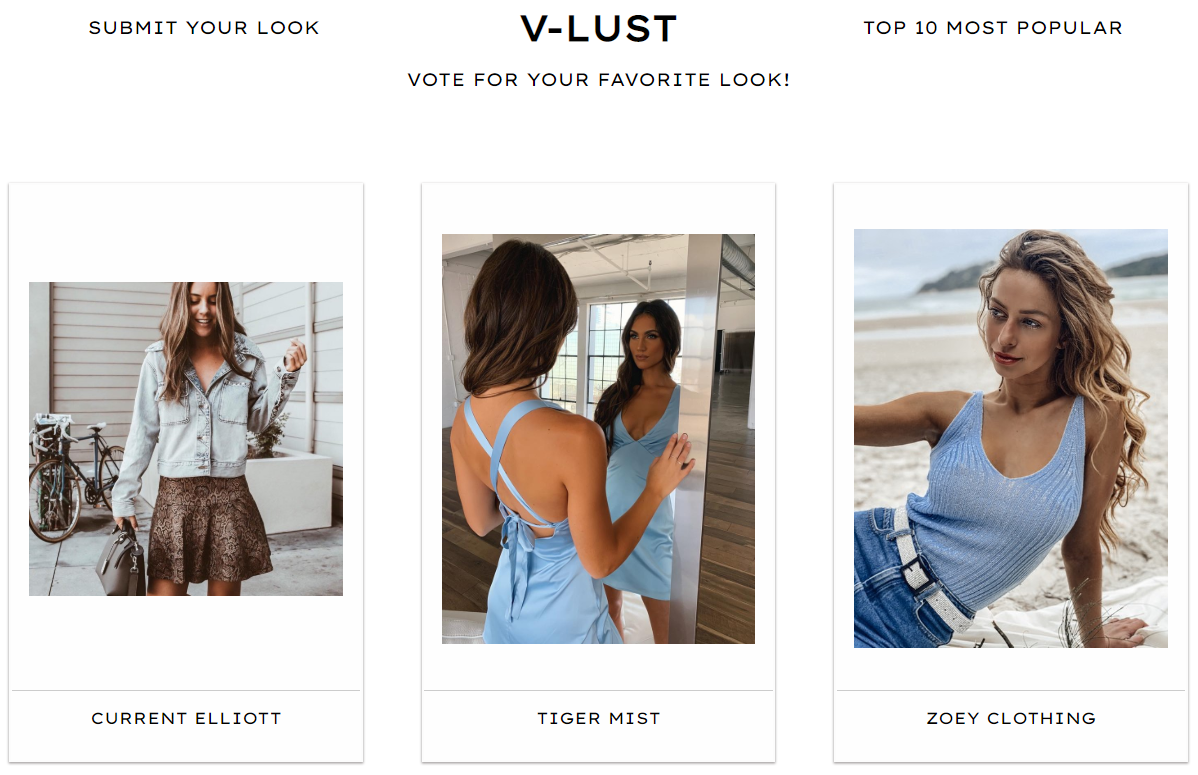 SUBMIT YOUR LOOK
V-LUST
TOP 10 MOST POPULAR
VOTE FOR YOUR FAVORITE LOOK!
CURRENT ELLIOTT
TIGER MIST
ZOEY CLOTHING